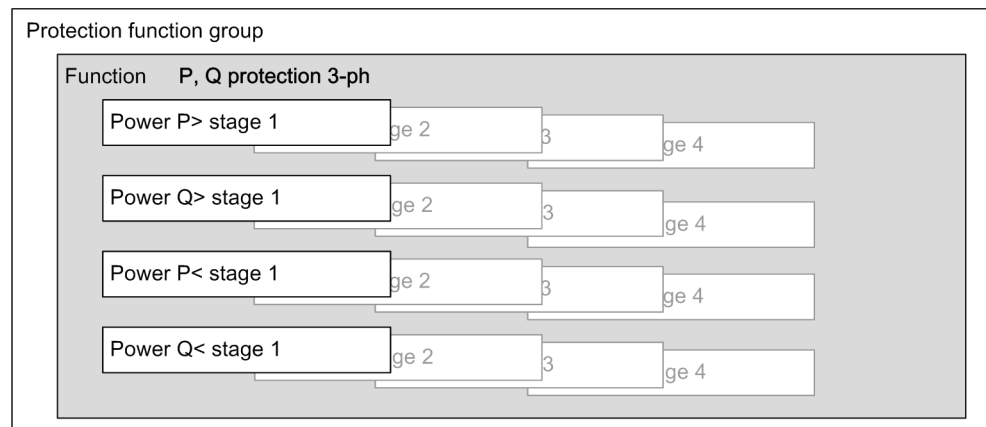 Protection function group
Function P, Q protection 3-ph
Power P> stage 1 ge 2 3 ge 4
Power Q> stage 1 ge 2 3 ge 4
Power P< stage 1 ge 2 3 ge 4
Power Q< stage 1 ge 2 3 ge 4